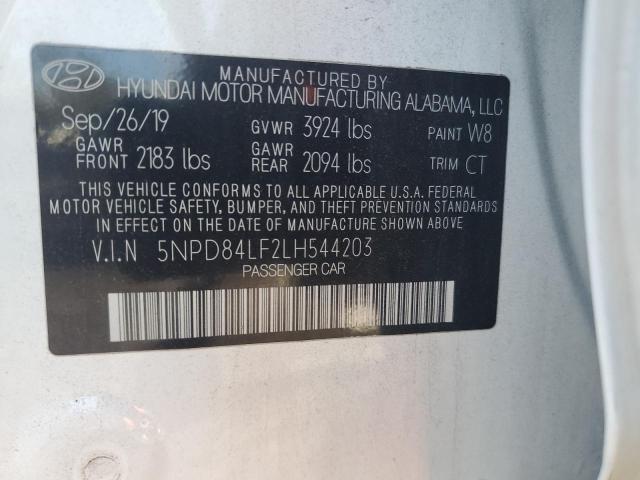 MANUFACTURED BY
HYUNDAI MOTOR MANUFACTURING ALABAMA, LLC
Sep/26/19 GVWR 3924 lbs PAINT W8
GAWR FRONT 2183 lbs GAWR REAR 2094 lbs TRIM CT
THIS VEHICLE CONFORMS TO ALL APPLICABLE U.S.A. FEDERAL
MOTOR VEHICLE SAFETY, BUMPER, AND THEFT PREVENTION STANDARDS
IN EFFECT ON THE DATE OF MANUFACTURE SHOWN ABOVE.
V.I.N 5NPD84LF2LH544203
PASSENGER CAR